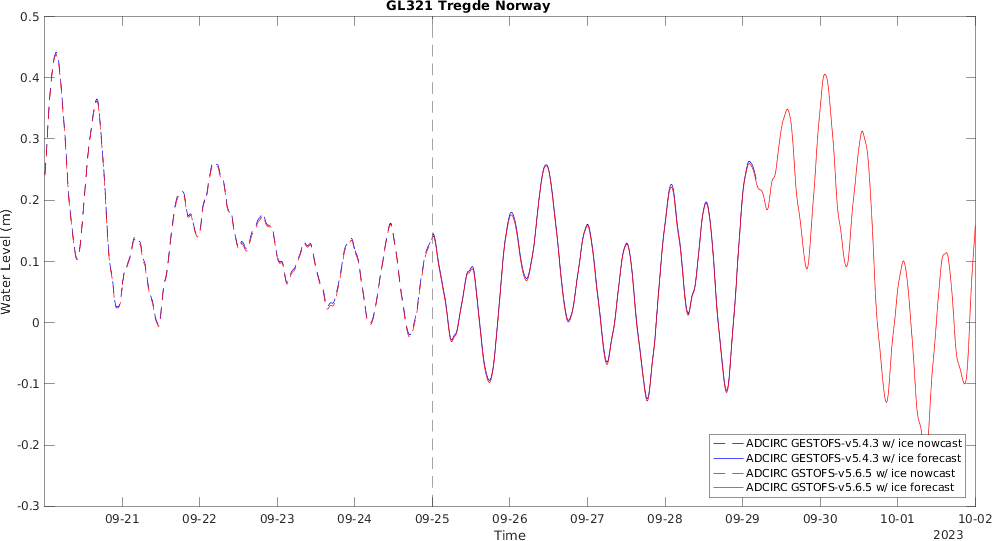 GL321 Tregde Norway
0.5
0.4
0.3
0.2
0.1
0
-0.1
-0.2
-0.3
Water Level (m)
ADCIRC GESTOFS-v5.4.3 w/ ice nowcast
ADCIRC GESTOFS-v5.4.3 w/ ice forecast
ADCIRC GSTOFS-v5.6.5 w/ ice nowcast
ADCIRC GSTOFS-v5.6.5 w/ ice forecast
09-21 09-22 09-23 09-24 09-25 09-26 09-27 09-28 09-29 09-30 10-01 10-02
Time
2023